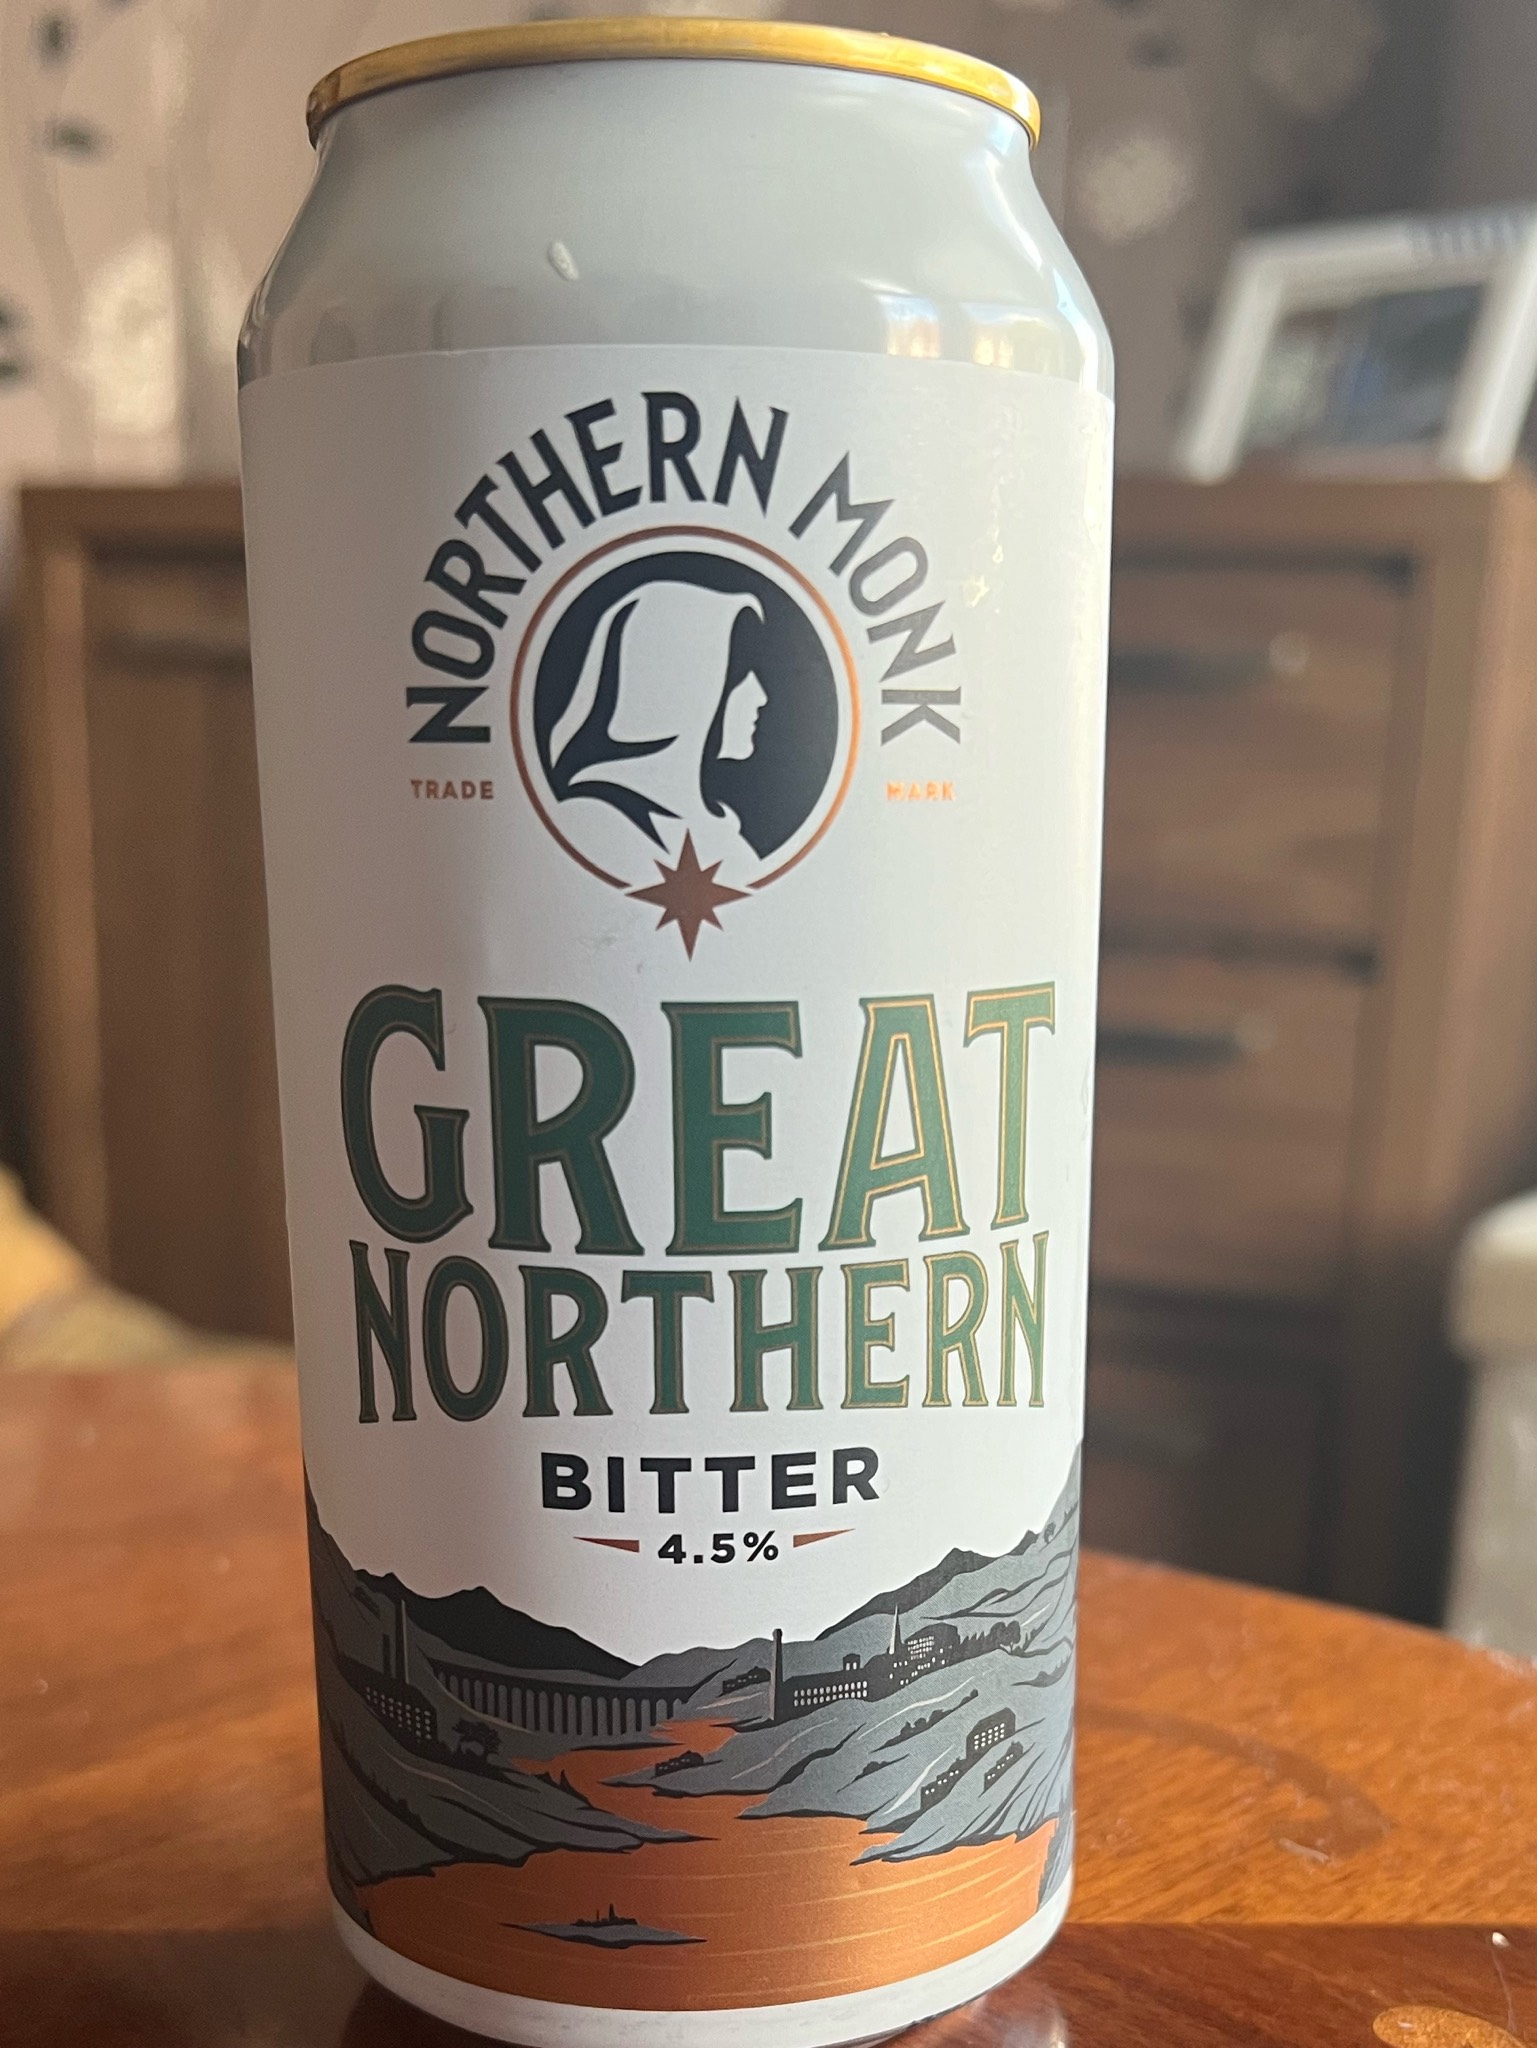 NORTHERN MONK
TRADE MARK
GREAT
NORTHERN
BITTER
4.5%